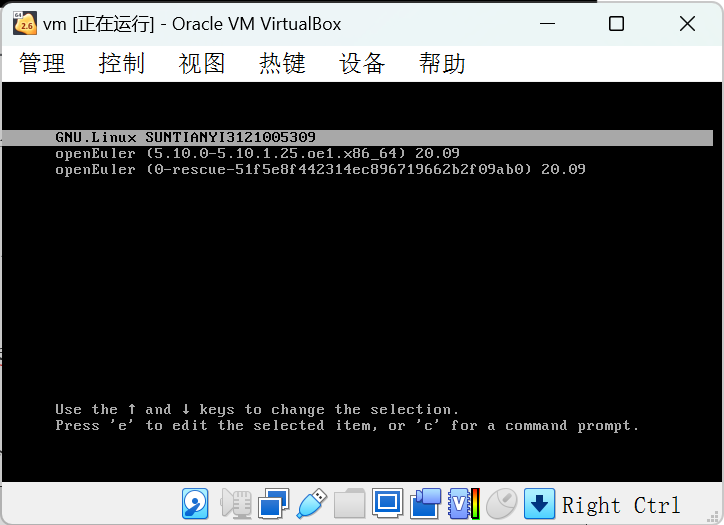 64 2.6 vm [正在运行] - Oracle VM VirtualBox
管理 控制 视图 热键 设备 帮助
GNU.Linux SUNTIANYI3121005309
openEuler (5.10.0-5.10.1.25.oe1.x86_64) 20.09
openEuler (0-rescue-51f5e8f442314ec896719662b2f09ab0) 20.09
Use the ↑ and ↓ keys to change the selection.
Press 'e' to edit the selected item, or 'c' for a command prompt.
V Right Ctrl